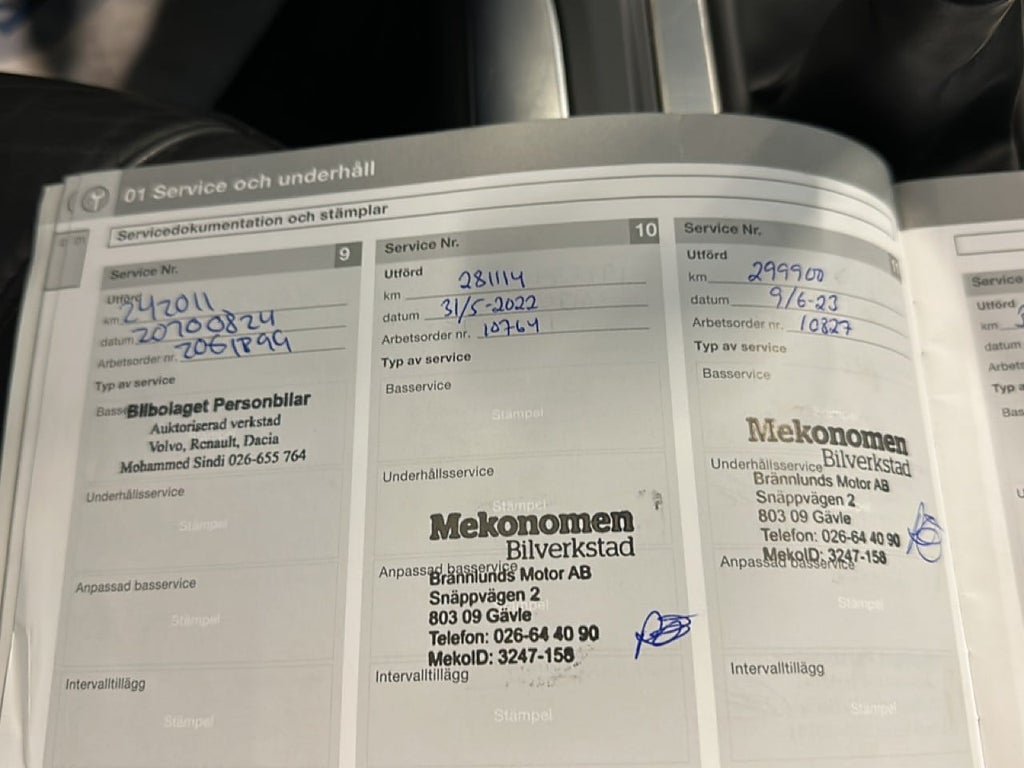 01 Service och underhåll
Servicedokumentation och stämplar
Service Nr. 9
Utförd
km 242011
datum 20200824
Arbetsorder nr. 2061899
Typ av service
Bilbolaget Personbilar
Auktoriserad verkstad
Volvo, Renault, Dacia
Mohammed Sindi 026-655 764
Underhållsservice
Stämpel
Anpassad basservice
Stämpel
Intervalltillägg
Stämpel
Service Nr. 10
Utförd
km 281114
datum 31/5-2022
Arbetsorder nr. 10764
Typ av service
Basservice
Stämpel
Underhållsservice
Stämpel
Mekonomen
Bilverkstad
Anpassad basservice
Brännlunds Motor AB
Snäppvägen 2
803 09 Gävle
Telefon: 026-64 40 90
MekoID: 3247-158
Intervalltillägg
Stämpel
Service Nr.
Utförd
km 299900
datum 9/6-23
Arbetsorder nr. 10827
Typ av service
Basservice
Mekonomen
Bilverkstad
Underhållsservice
Brännlunds Motor AB
Snäppvägen 2
803 09 Gävle
Telefon: 026-64 40 90
MekoID: 3247-158
Anpassad basservice
Stämpel
Intervalltillägg
Stämpel
Service
Utförd
km
datum